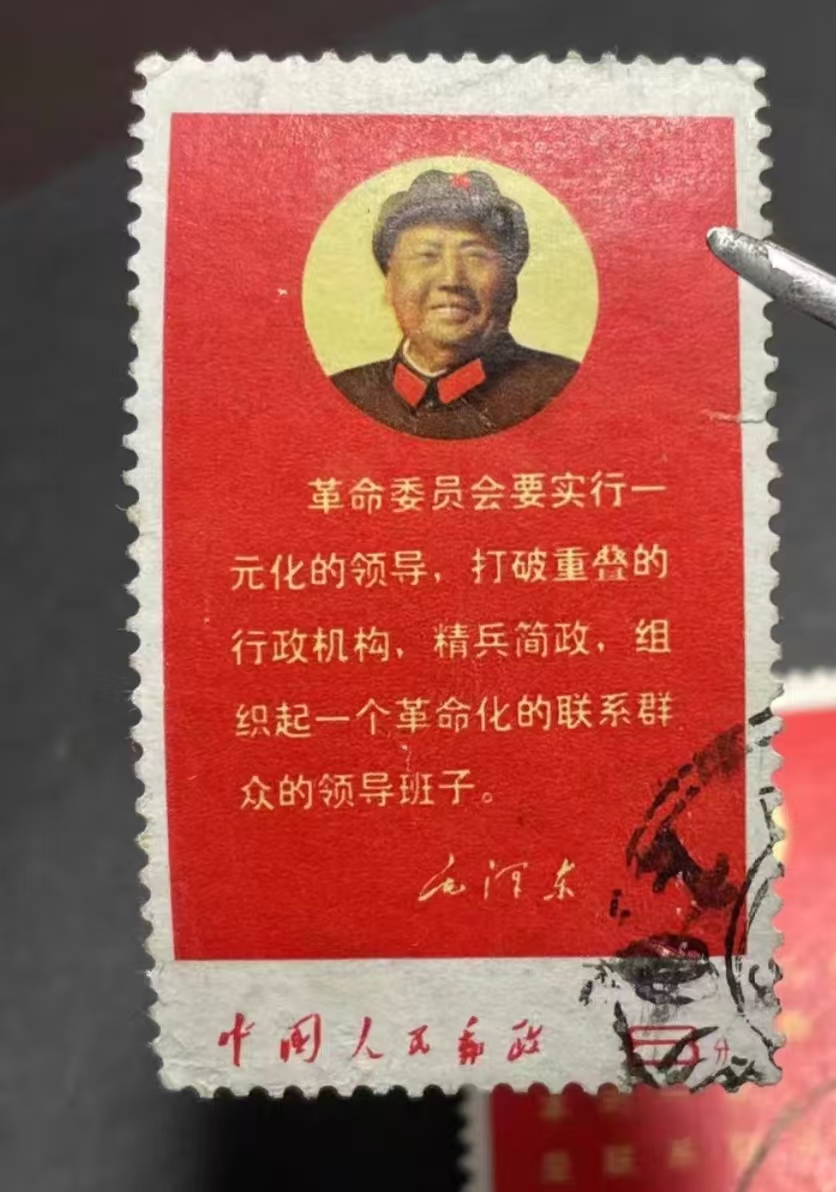 革命委员会要实行一
元化的领导，打破重叠的
行政机构，精兵简政，组
织起一个革命化的联系群
众的领导班子。
毛泽东
中国人民邮政 分